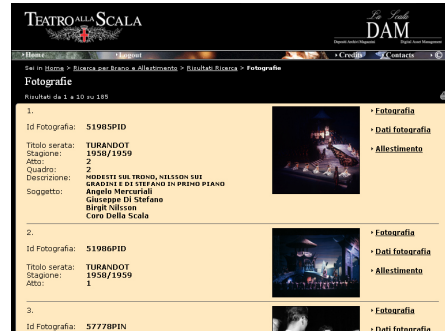 TEATRO ALLA SCALA
La Scala
DAM
Digital Asset Management
Home Logout Credits Contacts
Sei in Home > Ricerca per Brano e Allestimento > Risultati Ricerca > Fotografie
Fotografie
Risultati da 1 a 10 su 185
1.
Id Fotografia: 51985PID
Titolo serata: TURANDOT
Stagione: 1958/1959
Atto: 2
Quadro: 2
Descrizione: MODESTI SUL TRONO, NILSSON SUI
GRADINI E DI STEFANO IN PRIMO PIANO
Soggetto: Angelo Mercuriali
Giuseppe Di Stefano
Birgit Nilsson
Coro Della Scala
Fotografia
Dati fotografia
Allestimento
2.
Id Fotografia: 51986PID
Titolo serata: TURANDOT
Stagione: 1958/1959
Atto: 1
Fotografia
Dati fotografia
Allestimento
3.
Id Fotografia: 57778PIN
Fotografia
Dati fotografia